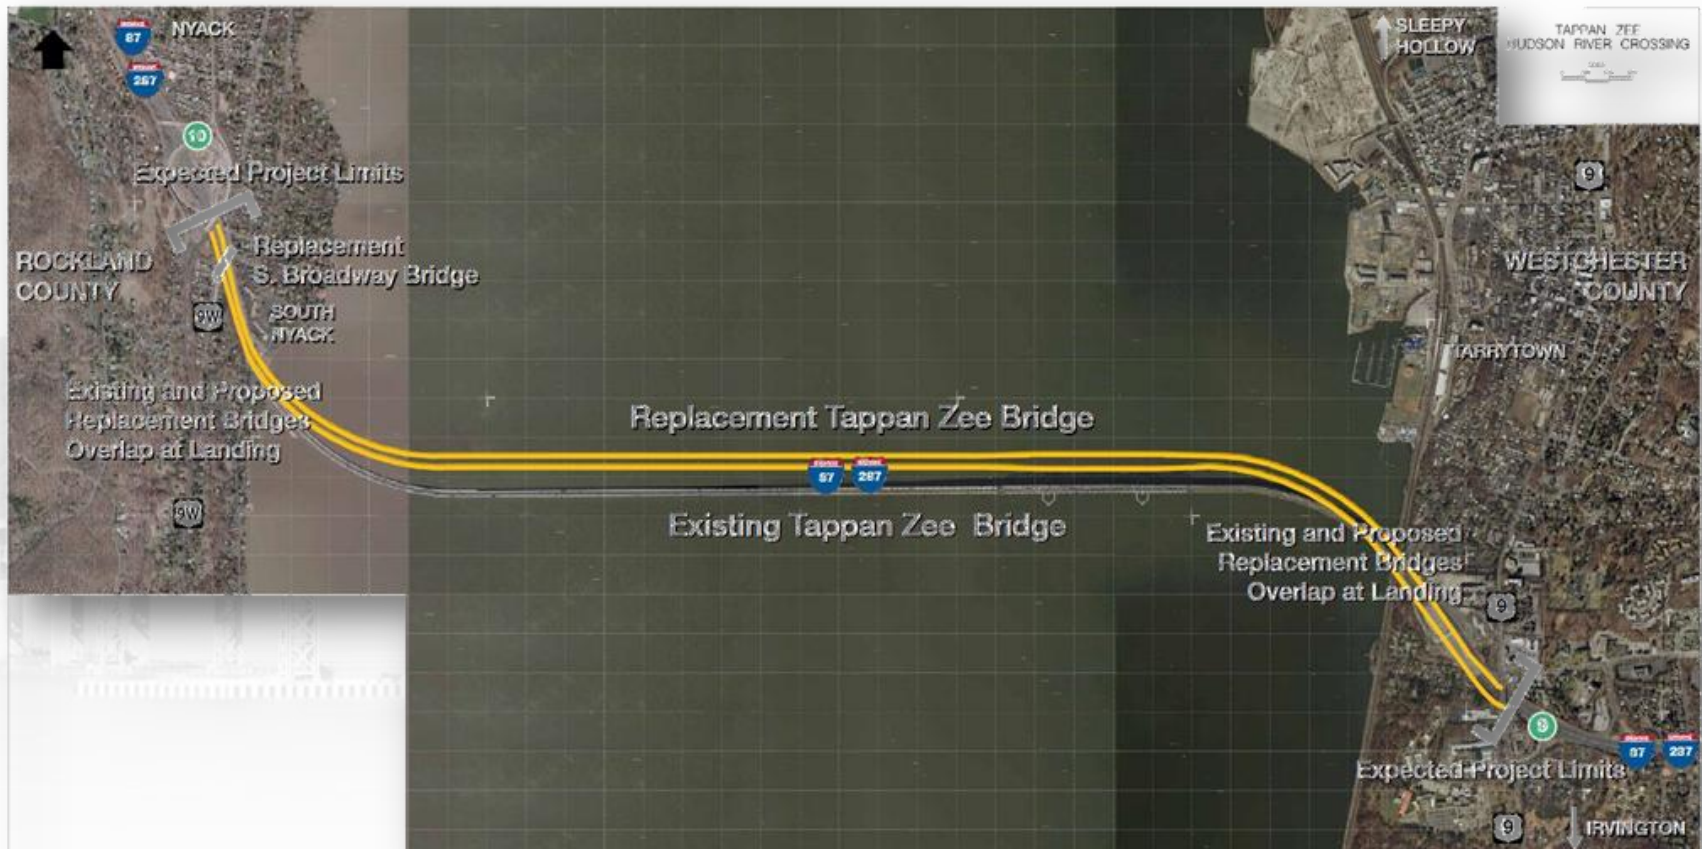 87
NYACK
287
10
Expected Project Limits
ROCKLAND
COUNTY
Replacement
S. Broadway Bridge
9W
SOUTH
NYACK
Existing and Proposed
Replacement Bridges
Overlap at Landing
9W
Replacement Tappan Zee Bridge
87 287
Existing Tappan Zee Bridge
SLEEPY
HOLLOW
TAPPAN ZEE
HUDSON RIVER CROSSING
9
WESTCHESTER
COUNTY
TARRYTOWN
Existing and Proposed
Replacement Bridges
Overlap at Landing
9
9
87 287
Expected Project Limits
9
IRVINGTON